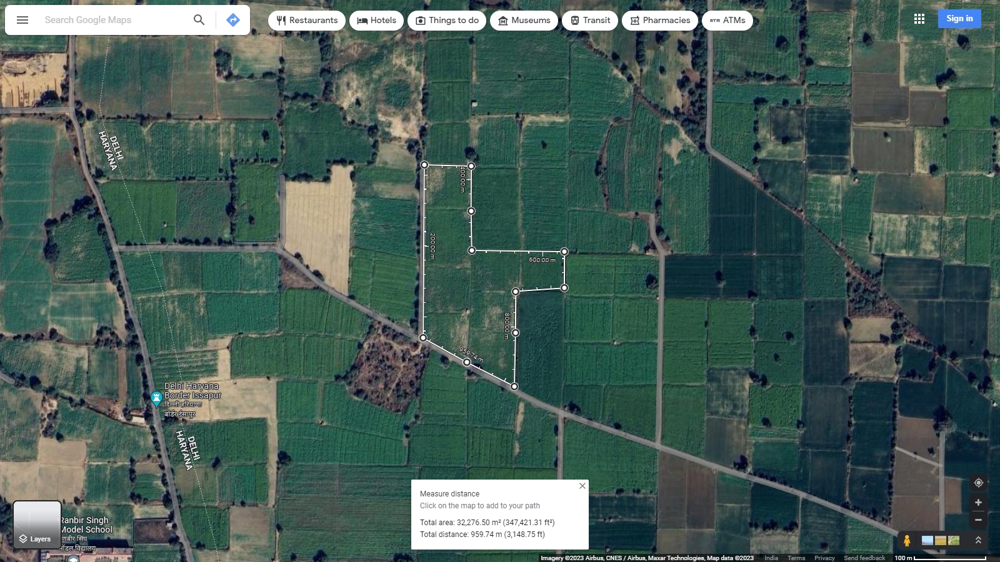 Search Google Maps
Restaurants
Hotels
Things to do
Museums
Transit
Pharmacies
ATM
ATMs
Sign in
DELHI
HARYANA
400.00 m
200.00 m
600.00 m
800.00 m
959.74 m
Delhi Haryana
Border Issapur
दिल्ली हरियाणा
बॉर्डर ईसापुर
DELHI
HARYANA
Measure distance
Click on the map to add to your path
Total area: 32,276.50 m² (347,421.31 ft²)
Total distance: 959.74 m (3,148.75 ft)
Ranbir Singh
Model School
रणबीर सिंघ
मॉडल विद्यालय
Layers
Imagery ©2023 Airbus, CNES / Airbus, Maxar Technologies, Map data ©2023
India
Terms
Privacy
Send feedback
100 m